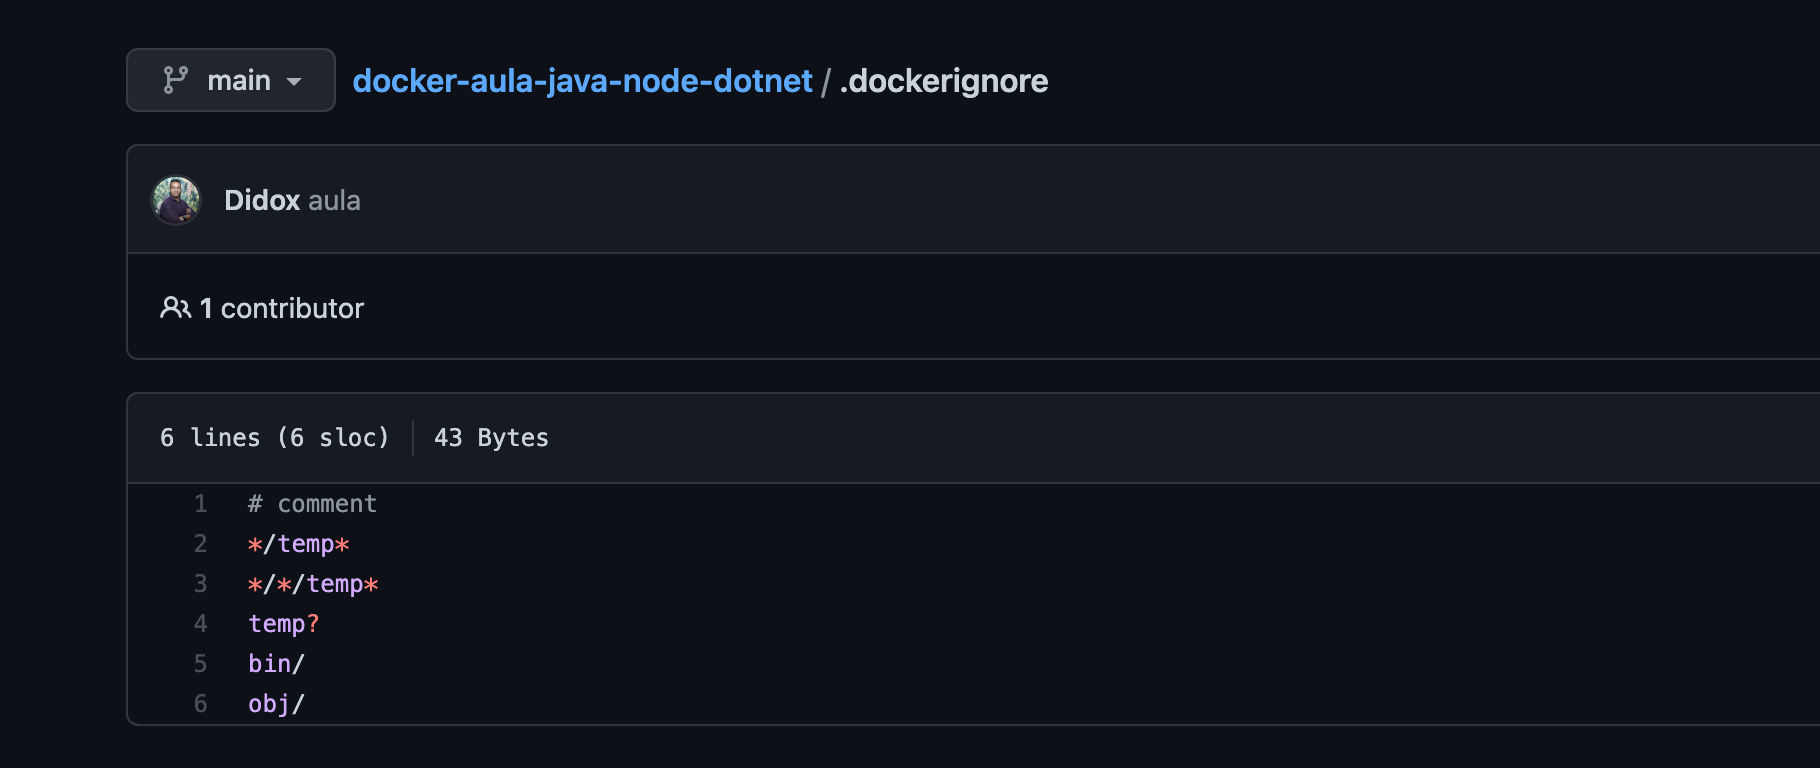 main
docker-aula-java-node-dotnet / .dockerignore
Didox aula
1 contributor
6 lines (6 sloc) 43 Bytes
1 # comment
2 */temp*
3 */*/temp*
4 temp?
5 bin/
6 obj/